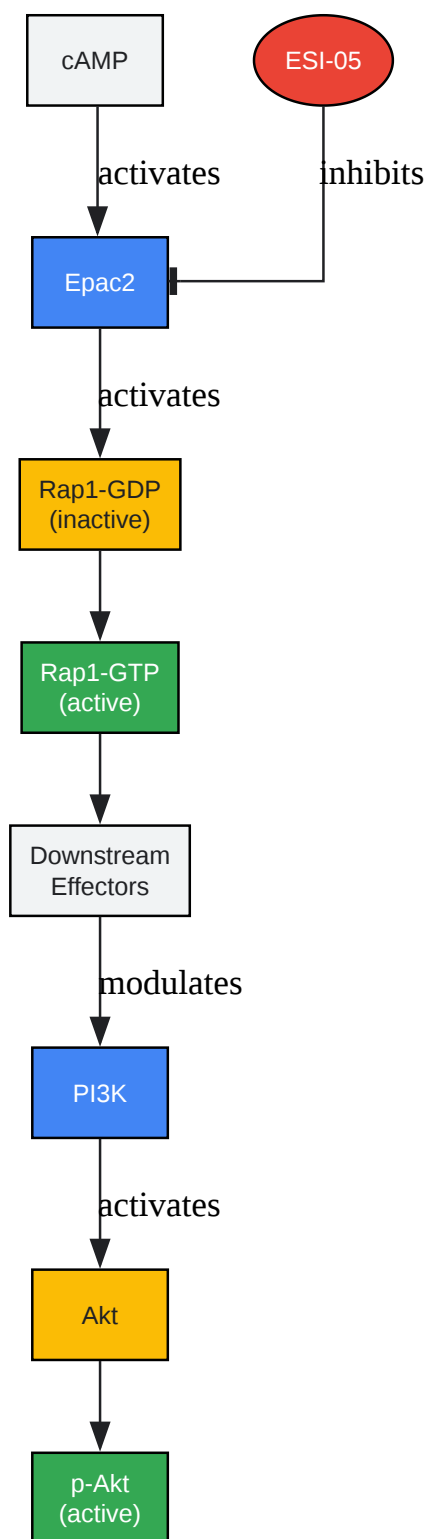 cAMP
ESI-05
activates
inhibits
Epac2
activates
Rap1-GDP
(inactive)
Rap1-GTP
(active)
Downstream
Effectors
modulates
PI3K
activates
Akt
p-Akt
(active)